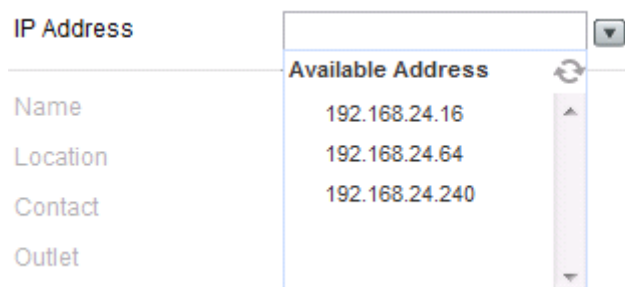 IP Address
Available Address
192.168.24.16
192.168.24.64
192.168.24.240
Name
Location
Contact
Outlet